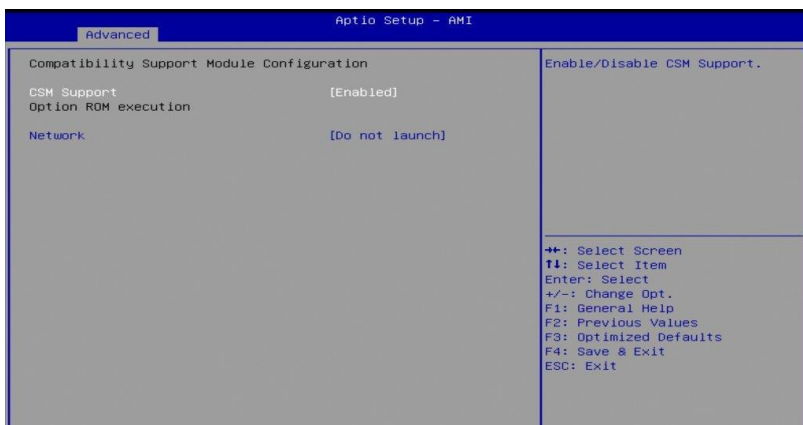 Aptio Setup - AMI
Advanced
Compatibility Support Module Configuration
CSM Support [Enabled]
Option ROM execution
Network [Do not launch]
Enable/Disable CSM Support.
→←: Select Screen
↑↓: Select Item
Enter: Select
+/-: Change Opt.
F1: General Help
F2: Previous Values
F3: Optimized Defaults
F4: Save & Exit
ESC: Exit